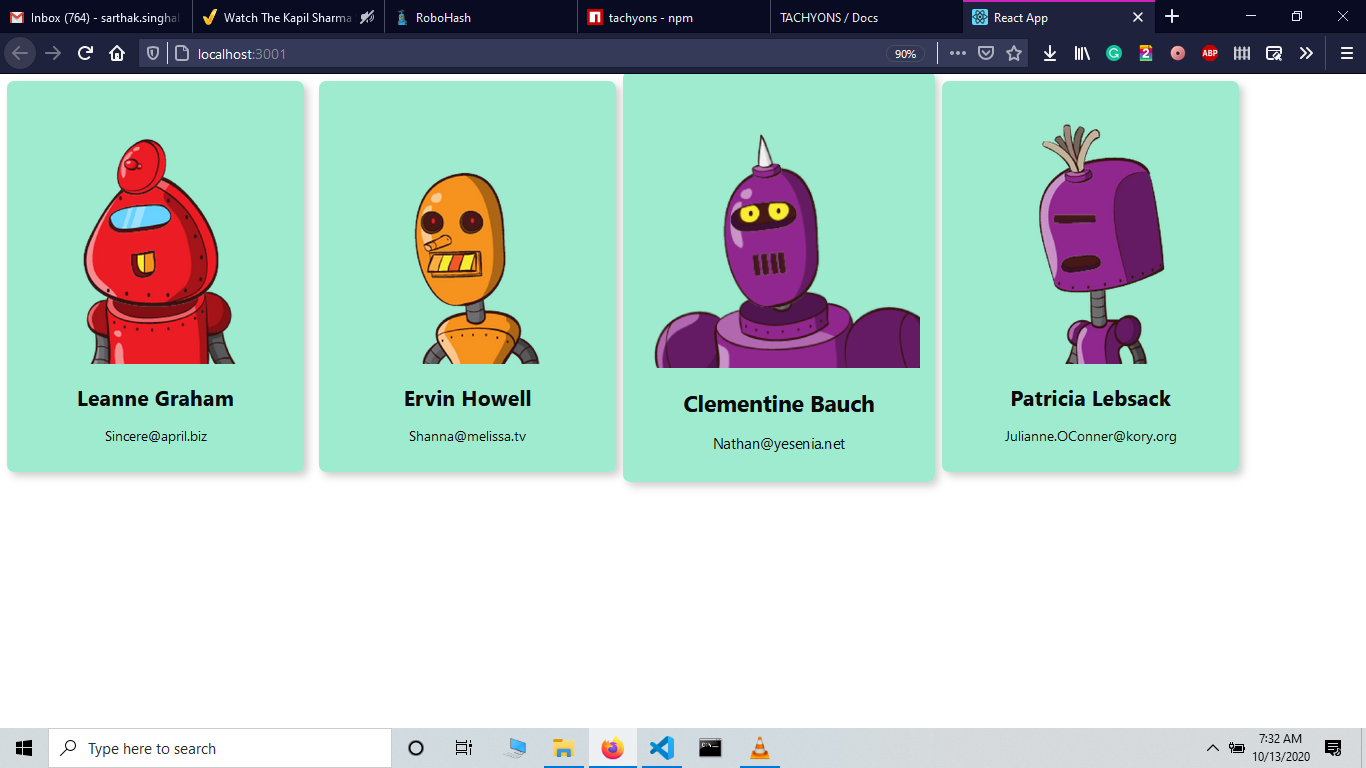 Inbox (764) - sarthak.singhal
Watch The Kapil Sharma
RoboHash
tachyons - npm
TACHYONS / Docs
React App
localhost:3001
90%
2
ABP
Leanne Graham
Ervin Howell
Clementine Bauch
Patricia Lebsack
Sincere@april.biz
Shanna@melissa.tv
Nathan@yesenia.net
Julianne.OConner@kory.org
Type here to search
7:32 AM
10/13/2020